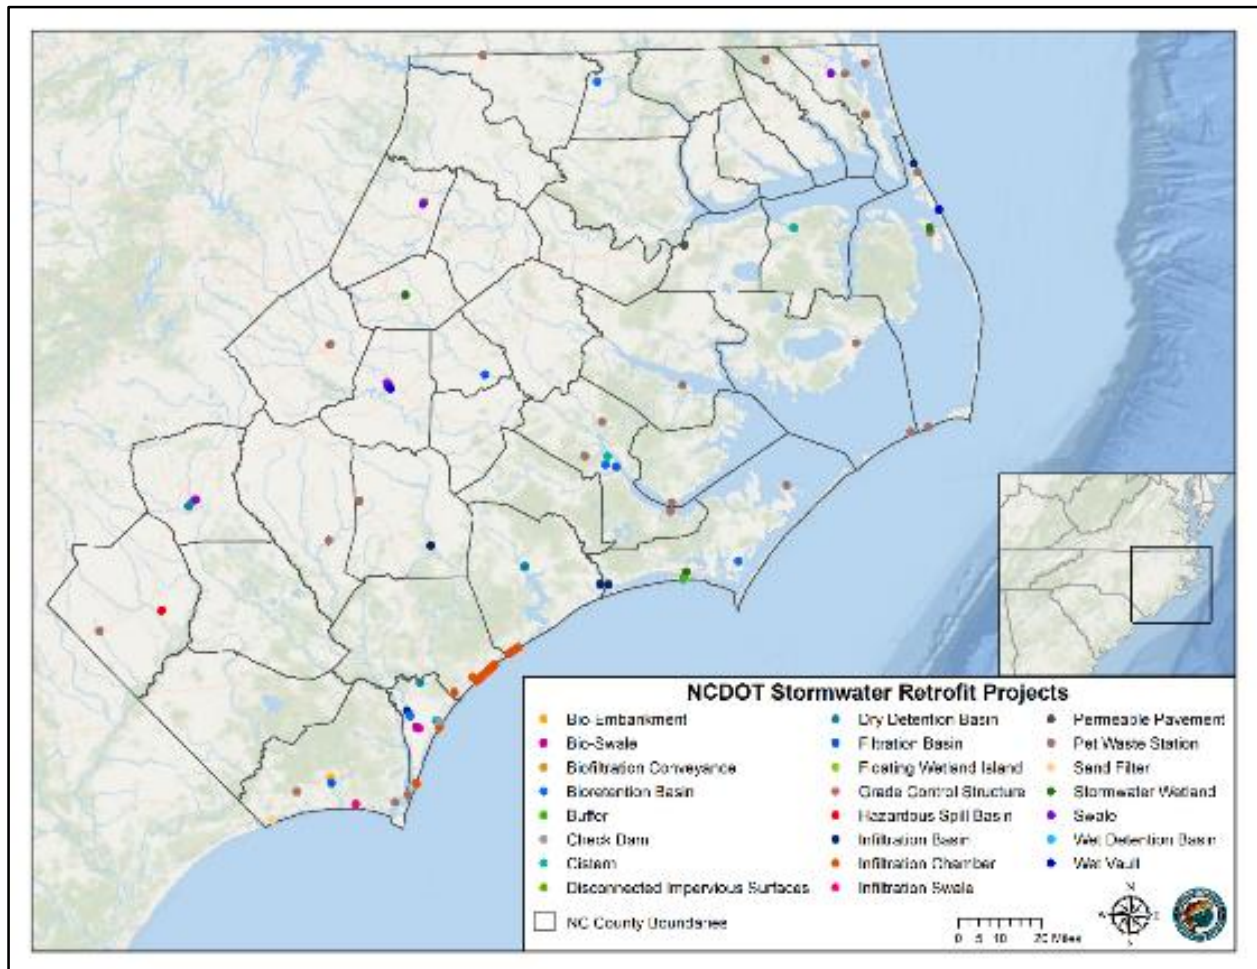 NCDOT Stormwater Retrofit Projects
Bio-Embankment
Bio-Swale
Biofiltration Conveyance
Bioretention Basin
Buffer
Check Dam
Cistern
Disconnected Impervious Surfaces
Dry Detention Basin
Filtration Basin
Floating Wetland Island
Grade Control Structure
Hazardous Spill Basin
Infiltration Basin
Infiltration Chamber
Infiltration Swale
Permeable Pavement
Pet Waste Station
Sand Filter
Stormwater Wetland
Swale
Wet Detention Basin
Wet Vault
NC County Boundaries
0 5 10 20 Miles
N
E
S